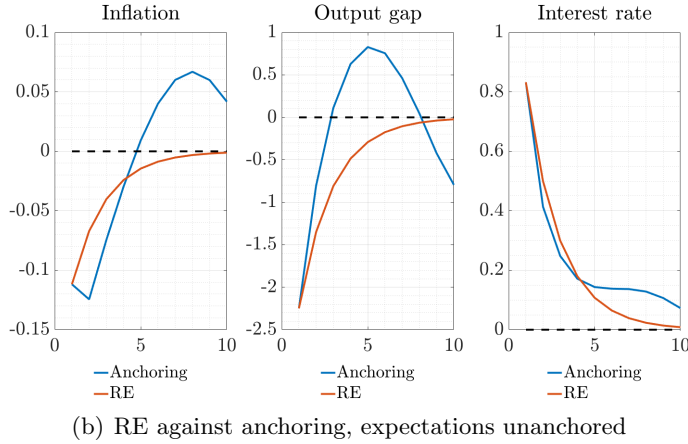 Inflation
Output gap
Interest rate
0.1
0.05
0
-0.05
-0.1
-0.15
0
5
10
1
0.5
0
-0.5
-1
-1.5
-2
-2.5
0
5
10
1
0.8
0.6
0.4
0.2
0
0
5
10
Anchoring
RE
Anchoring
RE
Anchoring
RE
(b) RE against anchoring, expectations unanchored